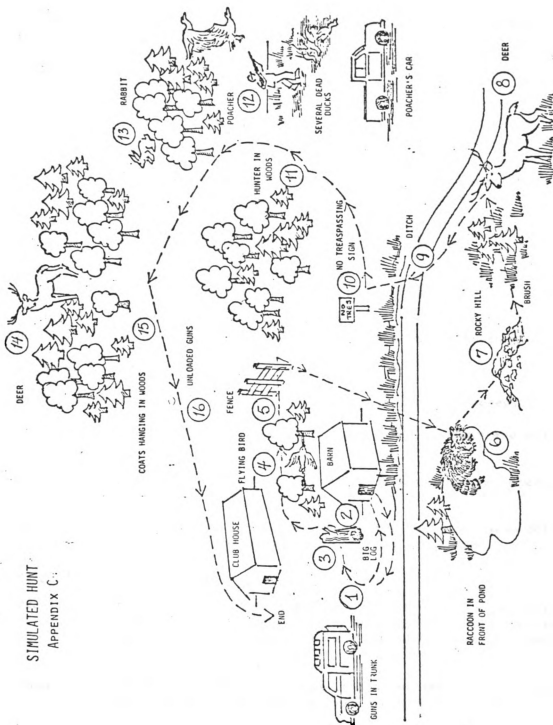 SIMULATED HUNT
APPENDIX C.
GUNS IN TRUNK
1
BIG
LOG
2
BARN
3
4
FLYING BIRD
5
FENCE
CLUB HOUSE
END
6
RACCOON IN
FRONT OF POND
7
BRUSH
ROCKY HILL
8
DEER
9
DITCH
10
NO TREASPASSING
SIGN
NO
TRES
11
HUNTER IN
WOODS
12
POACHER
SEVERAL DEAD
DUCKS
POACHER'S CAR
13
RABBIT
14
DEER
15
COATS HANGING IN WOODS
16
UNLOADED GUNS